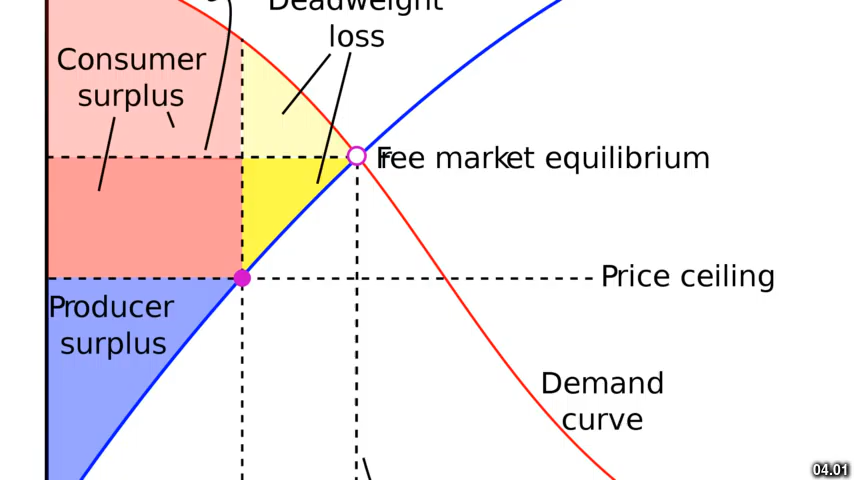 Deadweight
loss
Consumer
surplus
Free market equilibrium
Price ceiling
Producer
surplus
Demand
curve
04.01